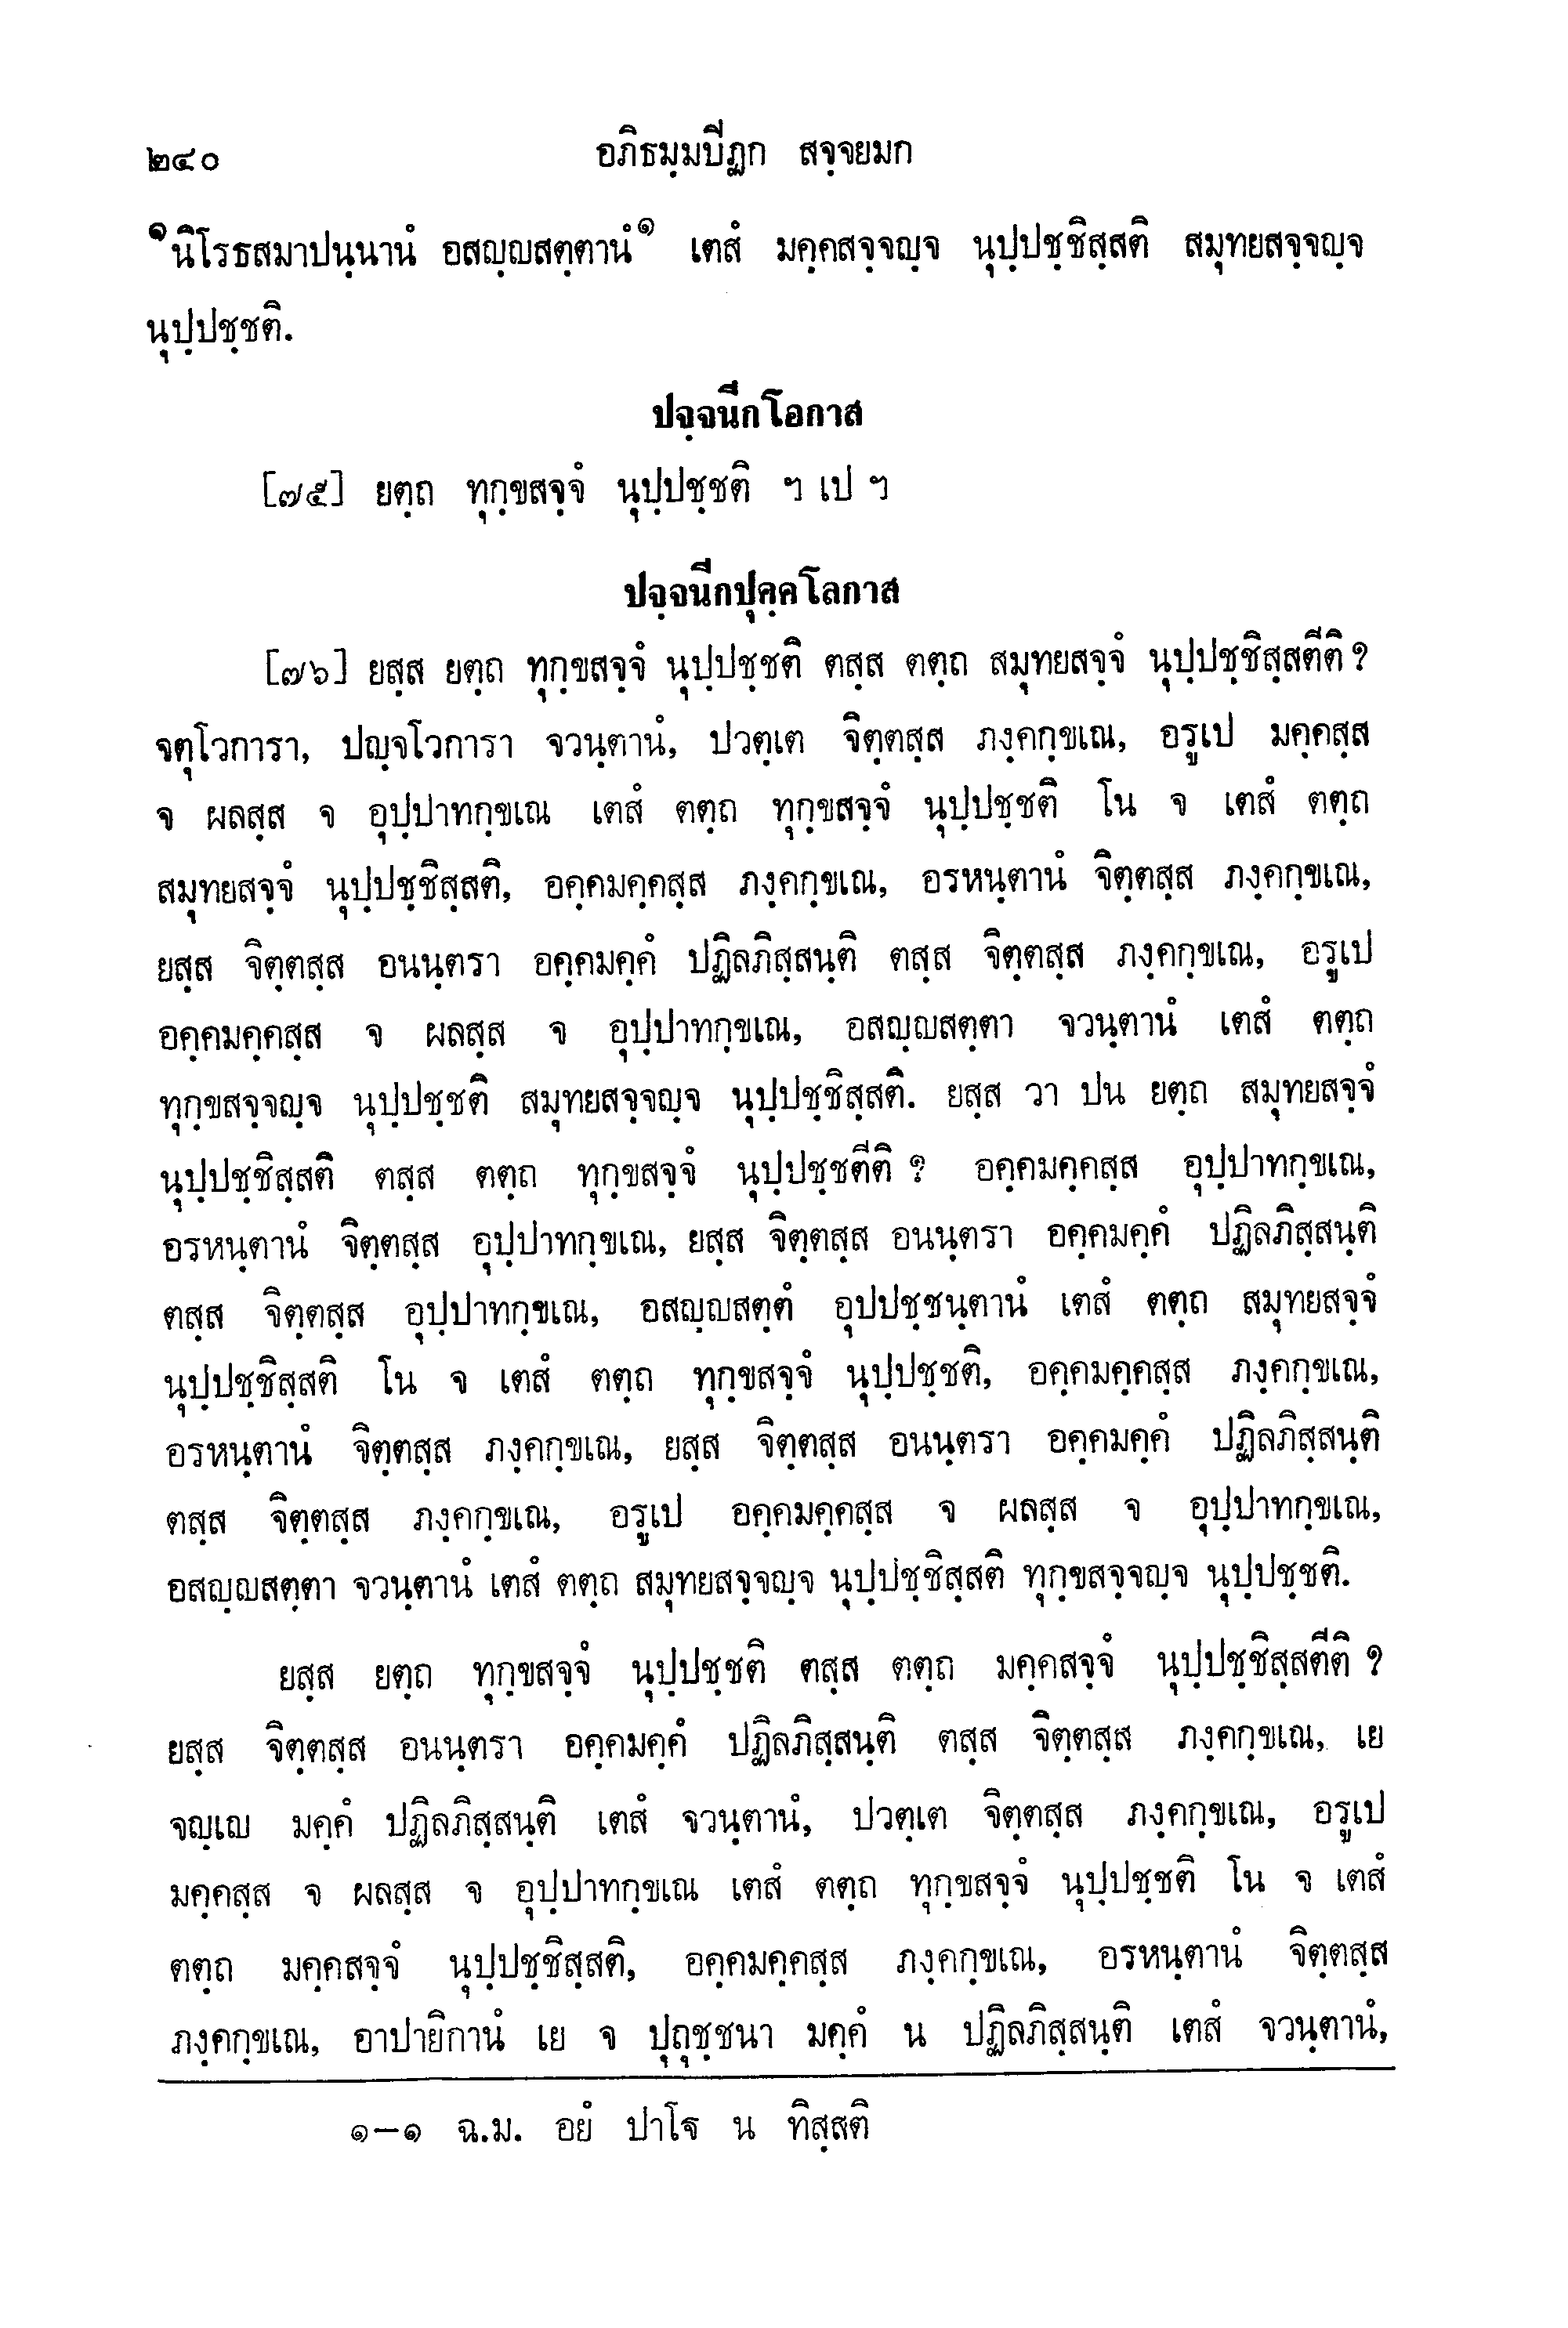 ๒๔๐ อภิธมฺมปีฏก สจฺจยมก
๑นิโรธสมาปนฺนานํ อสญฺญสตฺตานํ๑ เตสํ มคฺคสจฺจญฺจ นุปฺปชฺชิสฺสติ สมุทยสจฺจญฺจ
นุปฺปชฺชติ.
ปจฺจนีกโอกาส
[๗๕] ยตฺถ ทุกฺขสจฺจํ นุปฺปชฺชติ ฯ เป ฯ
ปจฺจนีกปุคฺคโลกาส
[๗๖] ยสฺส ยตฺถ ทุกฺขสจฺจํ นุปฺปชฺชติ ตสฺส ตตฺถ สมุทยสจฺจํ นุปฺปชฺชิสฺสตีติ ?
จตุโวการา, ปญฺจโวการา จวนฺตานํ, ปวตฺเต จิตฺตสฺส ภงฺคกฺขเณ, อรูเป มคฺคสฺส
จ ผลสฺส จ อุปฺปาทกฺขเณ เตสํ ตตฺถ ทุกฺขสจฺจํ นุปฺปชฺชติ โน จ เตสํ ตตฺถ
สมุทยสจฺจํ นุปฺปชฺชิสฺสติ, อคฺคมคฺคสฺส ภงฺคกฺขเณ, อรหนฺตานํ จิตฺตสฺส ภงฺคกฺขเณ,
ยสฺส จิตฺตสฺส อนนฺตรา อคฺคมคฺคํ ปฏิลภิสฺสนฺติ ตสฺส จิตฺตสฺส ภงฺคกฺขเณ, อรูเป
อคฺคมคฺคสฺส จ ผลสฺส จ อุปฺปาทกฺขเณ, อสญฺญสตฺตา จวนฺตานํ เตสํ ตตฺถ
ทุกฺขสจฺจญฺจ นุปฺปชฺชติ สมุทยสจฺจญฺจ นุปฺปชฺชิสฺสติ. ยสฺส วา ปน ยตฺถ สมุทยสจฺจํ
นุปฺปชฺชิสฺสติ ตสฺส ตตฺถ ทุกฺขสจฺจํ นุปฺปชฺชตีติ ? อคฺคมคฺคสฺส อุปฺปาทกฺขเณ,
อรหนฺตานํ จิตฺตสฺส อุปฺปาทกฺขเณ, ยสฺส จิตฺตสฺส อนนฺตรา อคฺคมคฺคํ ปฏิลภิสฺสนฺติ
ตสฺส จิตฺตสฺส อุปฺปาทกฺขเณ, อสญฺญสตฺตํ อุปปชฺชนฺตานํ เตสํ ตตฺถ สมุทยสจฺจํ
นุปฺปชฺชิสฺสติ โน จ เตสํ ตตฺถ ทุกฺขสจฺจํ นุปฺปชฺชติ, อคฺคมคฺคสฺส ภงฺคกฺขเณ,
อรหนฺตานํ จิตฺตสฺส ภงฺคกฺขเณ, ยสฺส จิตฺตสฺส อนนฺตรา อคฺคมคฺคํ ปฏิลภิสฺสนฺติ
ตสฺส จิตฺตสฺส ภงฺคกฺขเณ, อรูเป อคฺคมคฺคสฺส จ ผลสฺส จ อุปฺปาทกฺขเณ,
อสญฺญสตฺตา จวนฺตานํ เตสํ ตตฺถ สมุทยสจฺจญฺจ นุปฺปชฺชิสฺสติ ทุกฺขสจฺจญฺจ นุปฺปชฺชติ.
ยสฺส ยตฺถ ทุกฺขสจฺจํ นุปฺปชฺชติ ตสฺส ตตฺถ มคฺคสจฺจํ นุปฺปชฺชิสฺสตีติ ?
ยสฺส จิตฺตสฺส อนนฺตรา อคฺคมคฺคํ ปฏิลภิสฺสนฺติ ตสฺส จิตฺตสฺส ภงฺคกฺขเณ, เย
จญฺเญ มคฺคํ ปฏิลภิสฺสนฺติ เตสํ จวนฺตานํ, ปวตฺเต จิตฺตสฺส ภงฺคกฺขเณ, อรูเป
มคฺคสฺส จ ผลสฺส จ อุปฺปาทกฺขเณ เตสํ ตตฺถ ทุกฺขสจฺจํ นุปฺปชฺชติ โน จ เตสํ
ตตฺถ มคฺคสจฺจํ นุปฺปชฺชิสฺสติ, อคฺคมคฺคสฺส ภงฺคกฺขเณ, อรหนฺตานํ จิตฺตสฺส
ภงฺคกฺขเณ, อาปายิกานํ เย จ ปุถุชฺชนา มคฺคํ น ปฏิลภิสฺสนฺติ เตสํ จวนฺตานํ,
๑–๑ ฉ.ม. อยํ ปาโฐ น ทิสฺสติ